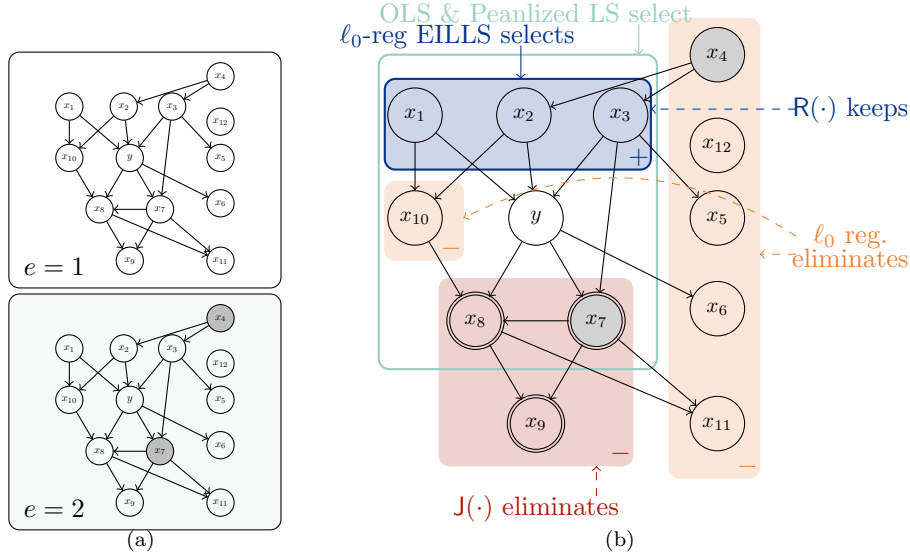 x₄
x₁ x₂ x₃
x₁₂
x₁₀ y x₅
x₆
x₈ x₇
x₉ x₁₁
e = 1
x₄
x₁ x₂ x₃
x₁₂
x₁₀ y x₅
x₆
x₈ x₇
x₉ x₁₁
e = 2
(a)
OLS & Peanlized LS select
ℓ₀-reg EILLS selects
x₄
x₁ x₂ x₃
R(·) keeps
+
x₁₂
x₁₀ y x₅
−
ℓ₀ reg.
eliminates
x₆
x₈ x₇
x₉ x₁₁
−
−
J(·) eliminates
(b)